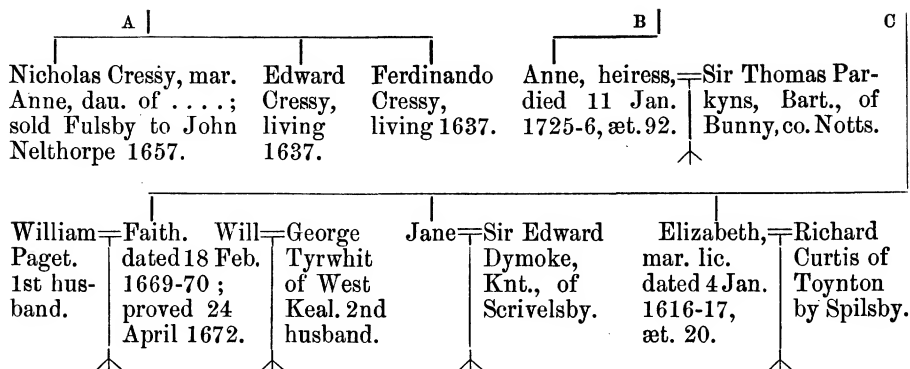 A B C
Nicholas Cressy, mar.
Anne, dau. of . . . . ;
sold Fulsby to John
Nelthorpe 1657.
Edward
Cressy,
living
1637.
Ferdinando
Cressy,
living 1637.
Anne, heiress,
died 11 Jan.
1725-6, æt. 92.
Sir Thomas Par-
kyns, Bart., of
Bunny, co. Notts.
William
Paget.
1st hus-
band.
Faith. Will
dated 18 Feb.
1669-70 ;
proved 24
April 1672.
George
Tyrwhit
of West
Keal. 2nd
husband.
Jane
Sir Edward
Dymoke,
Knt., of
Scrivelsby.
Elizabeth,
mar. lic.
dated 4 Jan.
1616-17,
æt. 20.
Richard
Curtis of
Toynton
by Spilsby.